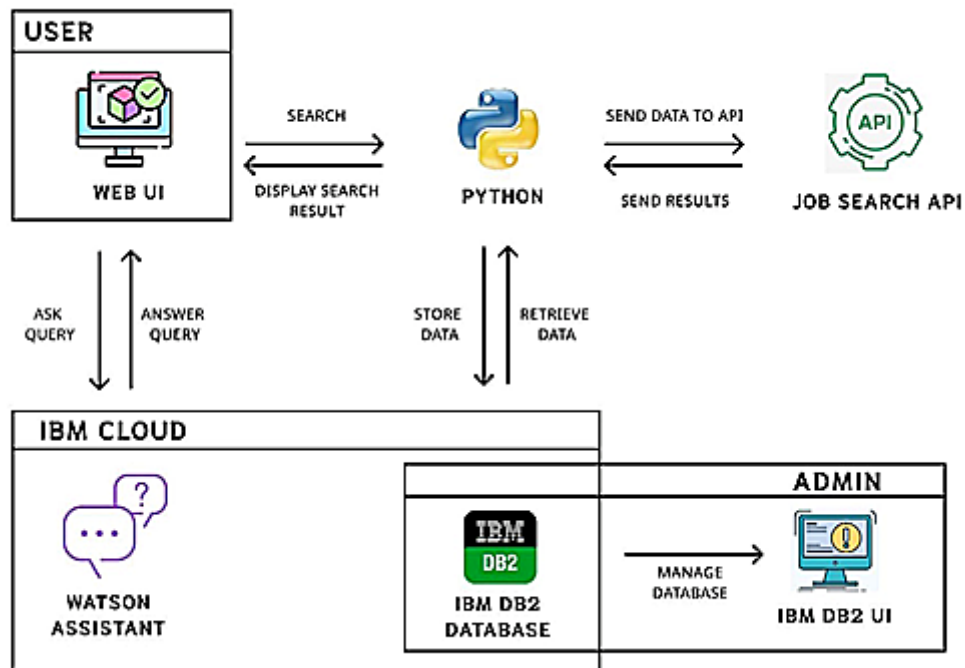 USER
WEB UI
SEARCH
DISPLAY SEARCH
RESULT
PYTHON
SEND DATA TO API
SEND RESULTS
API
JOB SEARCH API
ASK
QUERY
ANSWER
QUERY
STORE
DATA
RETRIEVE
DATA
IBM CLOUD
?
WATSON
ASSISTANT
ADMIN
IBM
DB2
IBM DB2
DATABASE
MANAGE
DATABASE
IBM DB2 UI